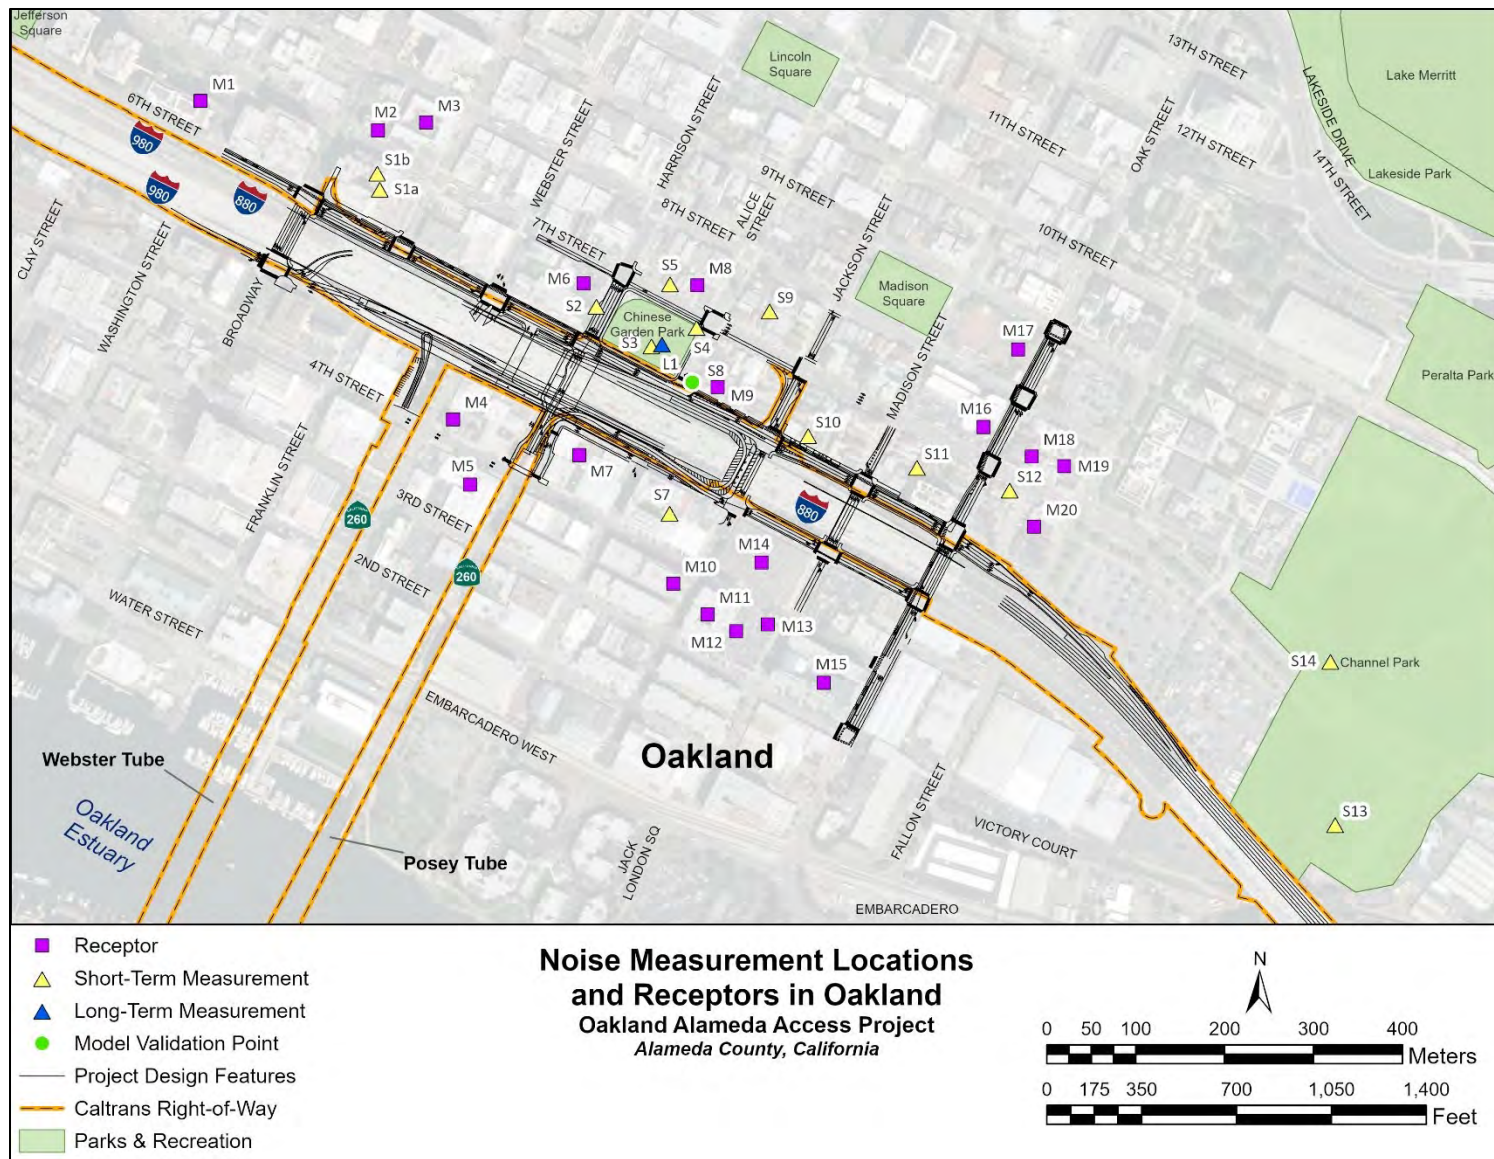 Jefferson
Square
M1
6TH STREET
980
980
880
M2
M3
S1b
S1a
CLAY STREET
WASHINGTON STREET
BROADWAY
4TH STREET
FRANKLIN STREET
3RD STREET
2ND STREET
WATER STREET
260
260
M4
M5
Lincoln
Square
WEBSTER STREET
HARRISON STREET
7TH STREET
8TH STREET
9TH STREET
ALICE
STREET
JACKSON STREET
M6
S2
S5
M8
S9
Chinese
Garden Park
S3
S4
L1
S8
M9
M7
S7
S10
S11
880
M10
M11
M12
M13
M14
M15
Madison
Square
MADISON STREET
10TH STREET
11TH STREET
12TH STREET
13TH STREET
14TH STREET
OAK STREET
LAKESIDE DRIVE
Lake Merritt
Lakeside Park
Peralta Park
M17
M16
M18
M19
S12
M20
S14
Channel Park
S13
EMBARCADERO WEST
Oakland
Webster Tube
Oakland
Estuary
Posey Tube
JACK
LONDON SQ
FALLON STREET
VICTORY COURT
EMBARCADERO
Receptor
Short-Term Measurement
Long-Term Measurement
Model Validation Point
Project Design Features
Caltrans Right-of-Way
Parks & Recreation
Noise Measurement Locations
and Receptors in Oakland
Oakland Alameda Access Project
Alameda County, California
N
0 50 100 200 300 400
Meters
0 175 350 700 1,050 1,400
Feet